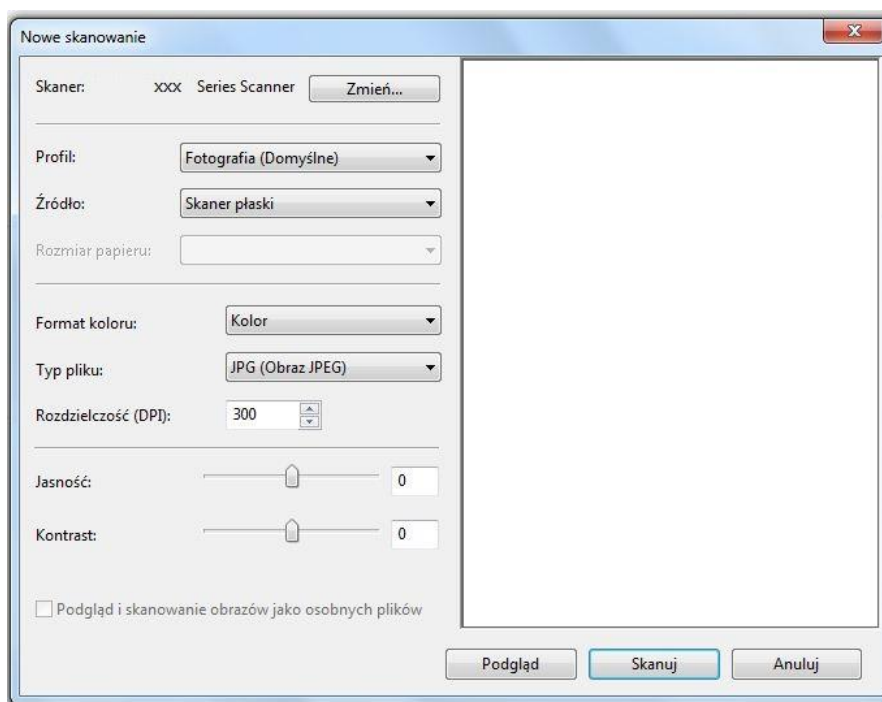 Nowe skanowanie
Skaner: xxx Series Scanner Zmień...
Profil: Fotografia (Domyślne)
Źródło: Skaner płaski
Rozmiar papieru:
Format koloru: Kolor
Typ pliku: JPG (Obraz JPEG)
Rozdzielczość (DPI): 300
Jasność: 0
Kontrast: 0
Podgląd i skanowanie obrazów jako osobnych plików
Podgląd Skanuj Anuluj